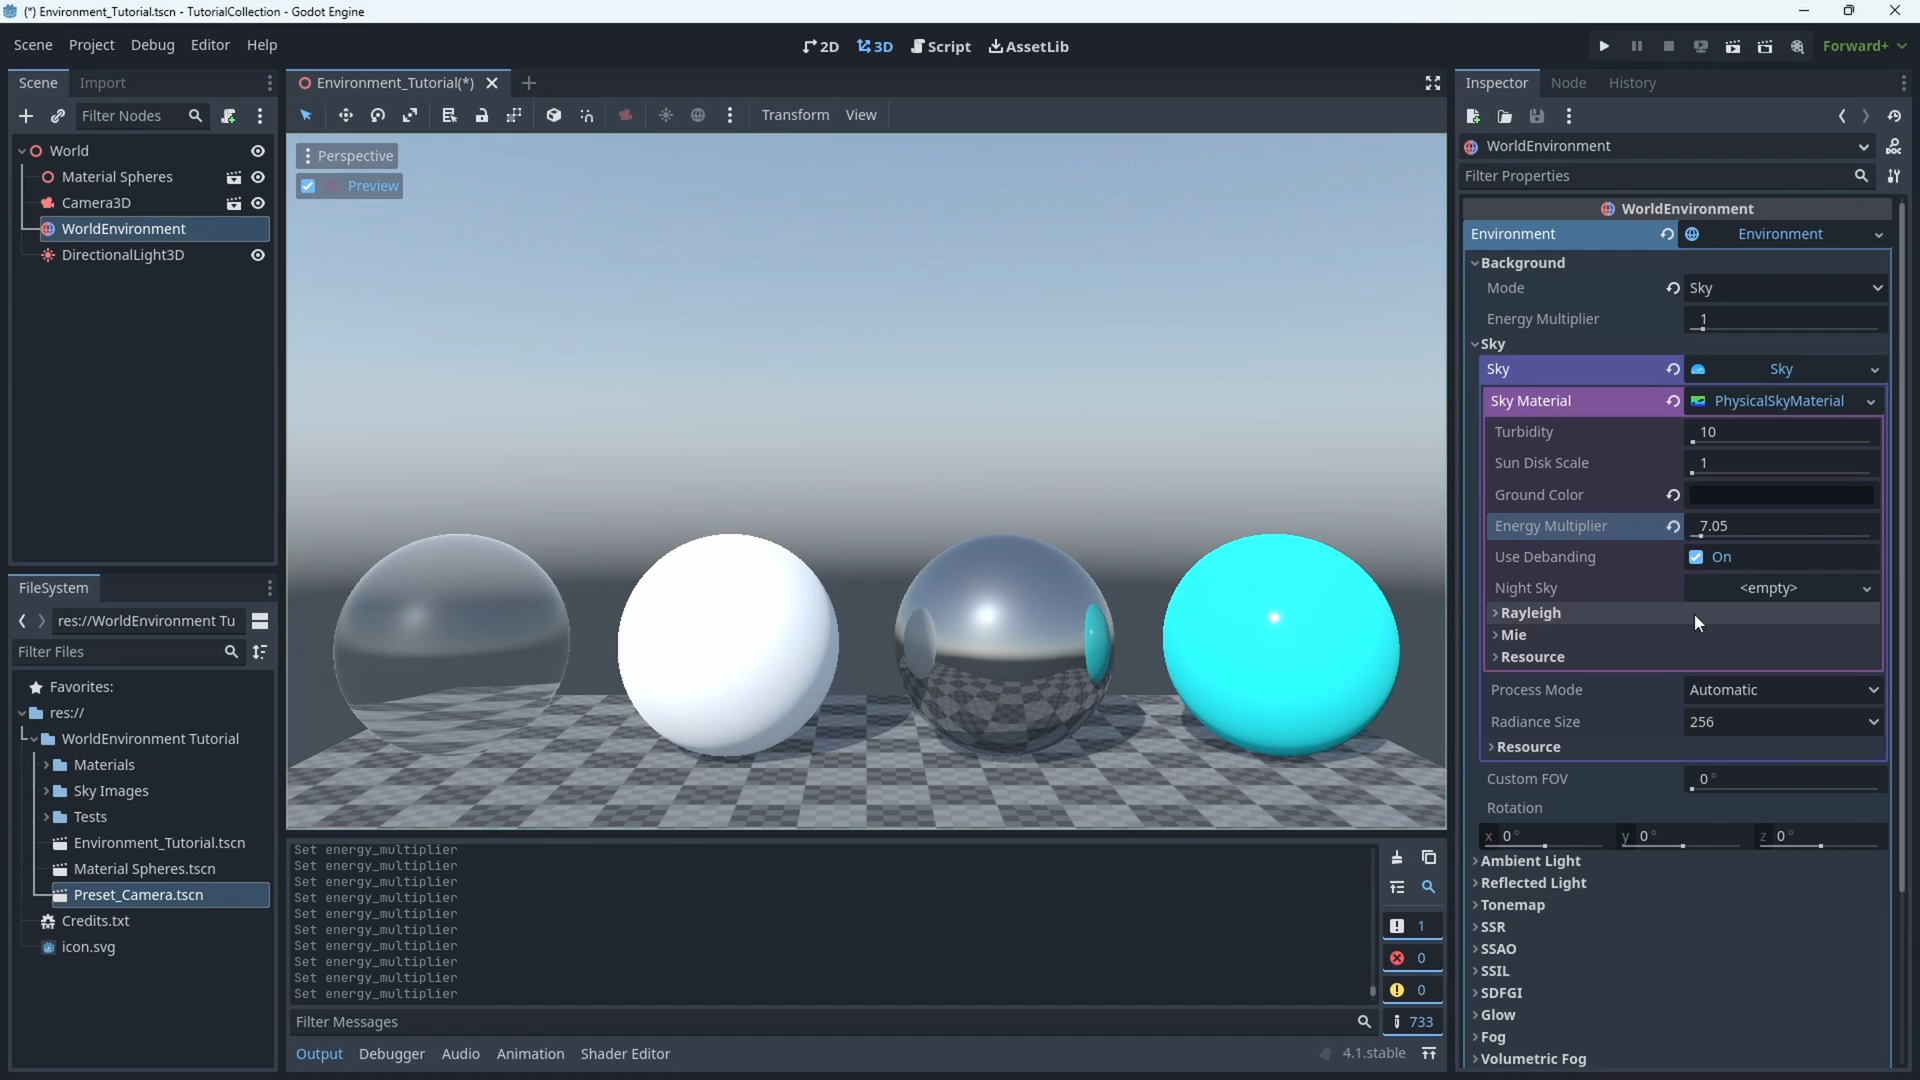 (*) Environment_Tutorial.tscn - TutorialCollection - Godot Engine
Scene Project Debug Editor Help
2D 3D Script AssetLib
Forward+
Scene Import
Filter Nodes
World
Material Spheres
Camera3D
WorldEnvironment
DirectionalLight3D
FileSystem
res://WorldEnvironment Tu
Filter Files
Favorites:
res://
WorldEnvironment Tutorial
Materials
Sky Images
Tests
Environment_Tutorial.tscn
Material Spheres.tscn
Preset_Camera.tscn
Credits.txt
icon.svg
Environment_Tutorial(*)
Transform View
Perspective
Preview
Set energy_multiplier
Set energy_multiplier
Set energy_multiplier
Set energy_multiplier
Set energy_multiplier
Set energy_multiplier
Set energy_multiplier
Set energy_multiplier
Set energy_multiplier
Set energy_multiplier
1
0
0
733
Filter Messages
Output Debugger Audio Animation Shader Editor
4.1.stable
Inspector Node History
WorldEnvironment
Filter Properties
WorldEnvironment
Environment Environment
Background
Mode Sky
Energy Multiplier 1
Sky
Sky Sky
Sky Material PhysicalSkyMaterial
Turbidity 10
Sun Disk Scale 1
Ground Color
Energy Multiplier 7.05
Use Debanding On
Night Sky <empty>
Rayleigh
Mie
Resource
Process Mode Automatic
Radiance Size 256
Resource
Custom FOV 0 °
Rotation
x 0 ° y 0 ° z 0 °
Ambient Light
Reflected Light
Tonemap
SSR
SSAO
SSIL
SDFGI
Glow
Fog
Volumetric Fog